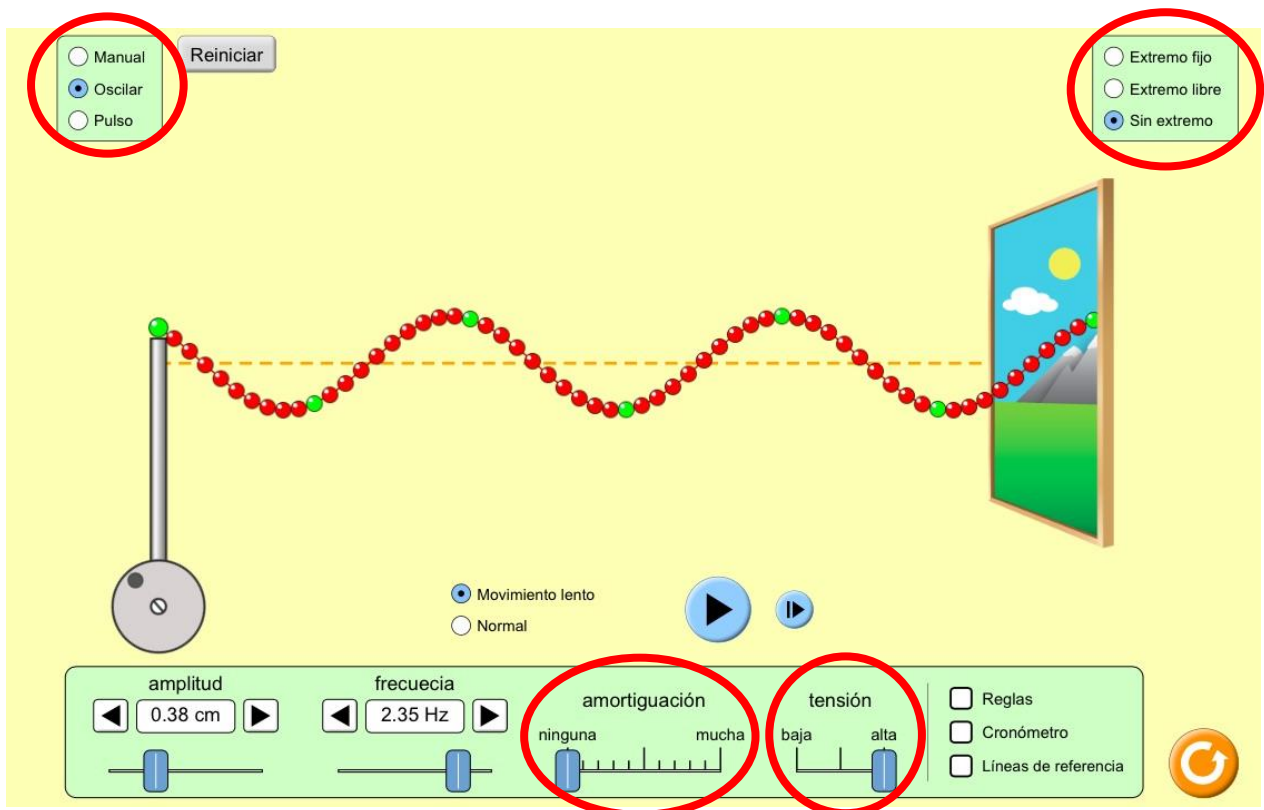 Manual
Oscilar
Pulso
Reiniciar
Extremo fijo
Extremo libre
Sin extremo
Movimiento lento
Normal
amplitud
0.38 cm
frecuecia
2.35 Hz
amortiguación
ninguna mucha
tensión
baja alta
Reglas
Cronómetro
Líneas de referencia